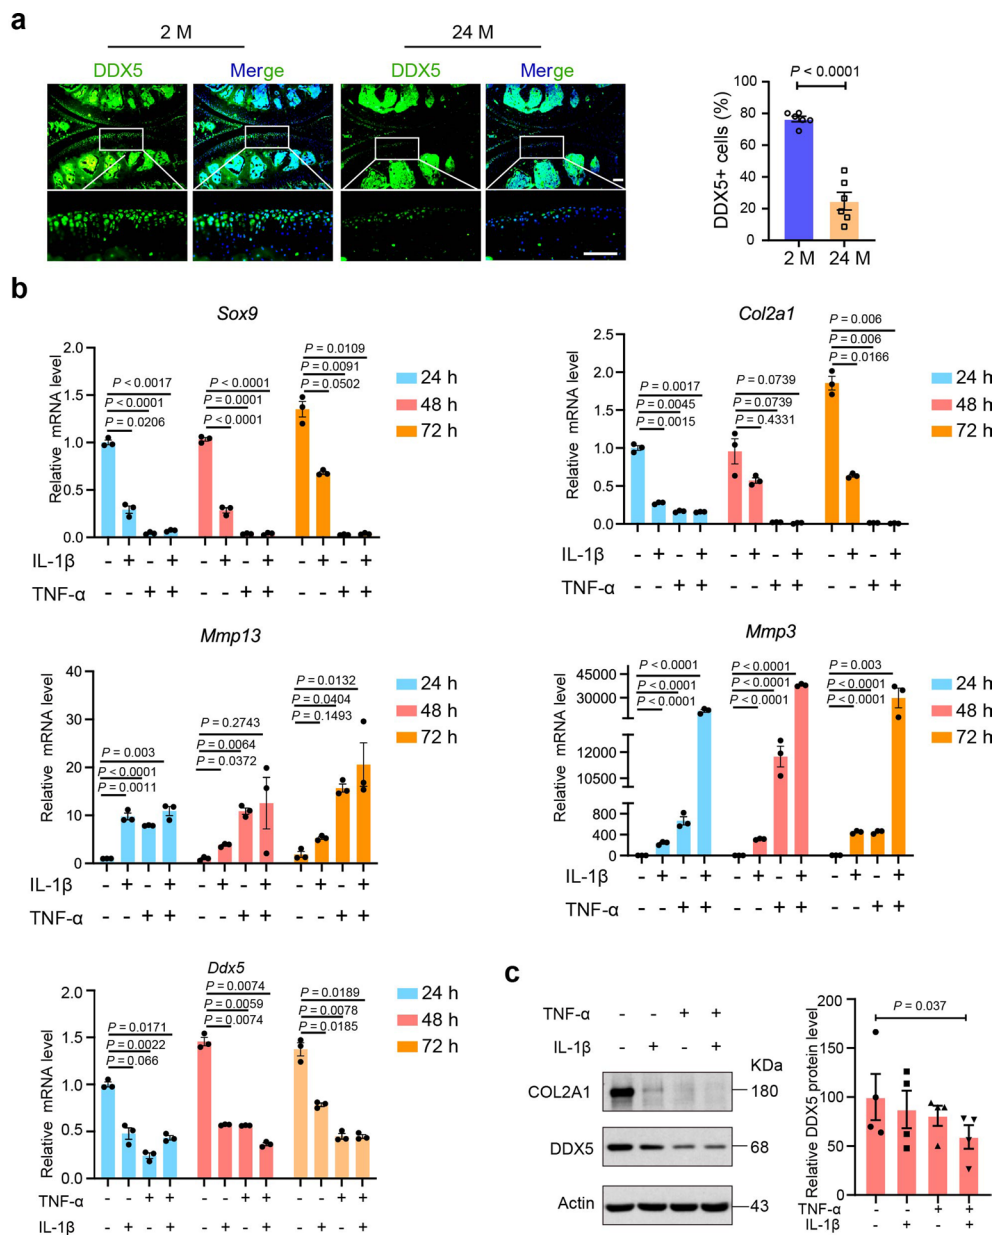 a
2 M
24 M
DDX5
Merge
DDX5
Merge
P < 0.0001
DDX5+ cells (%)
100
80
60
40
20
0
2 M
24 M
b
Sox9
Relative mRNA level
2.0
1.5
1.0
0.5
0.0
P < 0.0017
P < 0.0001
P = 0.0206
P < 0.0001
P = 0.0001
P < 0.0001
P = 0.0109
P = 0.0091
P = 0.0502
24 h
48 h
72 h
IL-1β - + - + - + - + - + - +
TNF-α - - + + - - + + - - + +
Col2a1
Relative mRNA level
2.5
2.0
1.5
1.0
0.5
0.0
P = 0.0017
P = 0.0045
P = 0.0015
P = 0.0739
P = 0.0739
P = 0.4331
P = 0.006
P = 0.006
P = 0.0166
24 h
48 h
72 h
IL-1β - + - + - + - + - + - +
TNF-α - - + + - - + + - - + +
Mmp13
Relative mRNA level
40
30
20
10
0
P = 0.003
P < 0.0001
P = 0.0011
P = 0.2743
P = 0.0064
P = 0.0372
P = 0.0132
P = 0.0404
P = 0.1493
24 h
48 h
72 h
IL-1β - + - + - + - + - + - +
TNF-α - - + + - - + + - - + +
Mmp3
Relative mRNA level
45000
30000
12000
10500
800
400
0
P < 0.0001
P < 0.0001
P < 0.0001
P < 0.0001
P < 0.0001
P < 0.0001
P = 0.003
P < 0.0001
P < 0.0001
24 h
48 h
72 h
IL-1β - + - + - + - + - + - +
TNF-α - - + + - - + + - - + +
Ddx5
Relative mRNA level
2.0
1.5
1.0
0.5
0.0
P = 0.0171
P = 0.0022
P = 0.066
P = 0.0074
P = 0.0059
P = 0.0074
P = 0.0189
P = 0.0078
P = 0.0185
24 h
48 h
72 h
TNF-α - - + + - - + + - - + +
IL-1β - + - + - + - + - + - +
c
TNF-α - - + +
IL-1β - + - +
KDa
COL2A1 180
DDX5 68
Actin 43
Relative DDX5 protein level
200
150
100
50
0
P = 0.037
TNF-α - - + +
IL-1β - + - +